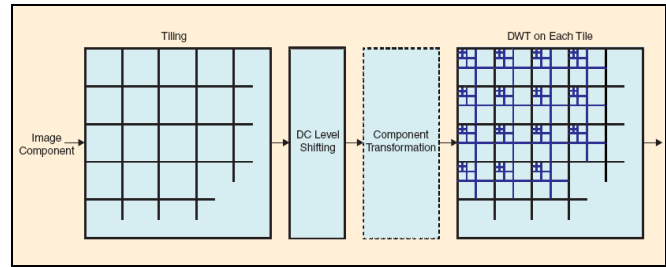 Tiling
DWT on Each Tile
Image
Component
DC Level
Shifting
Component
Transformation